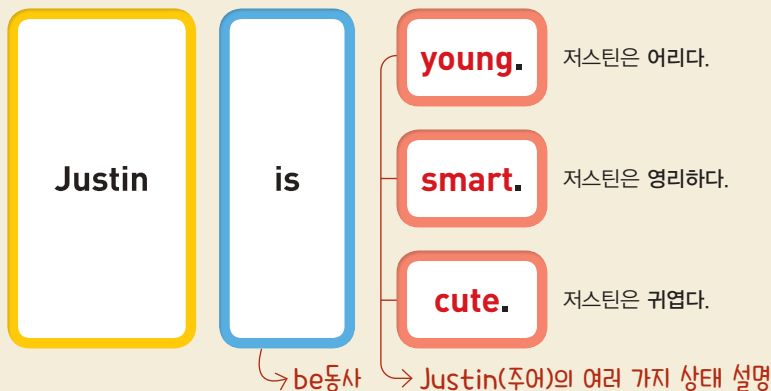 Justin is
young. 저스틴은 어리다.
smart. 저스틴은 영리하다.
cute. 저스틴은 귀엽다.
be동사
Justin(주어)의 여러 가지 상태 설명